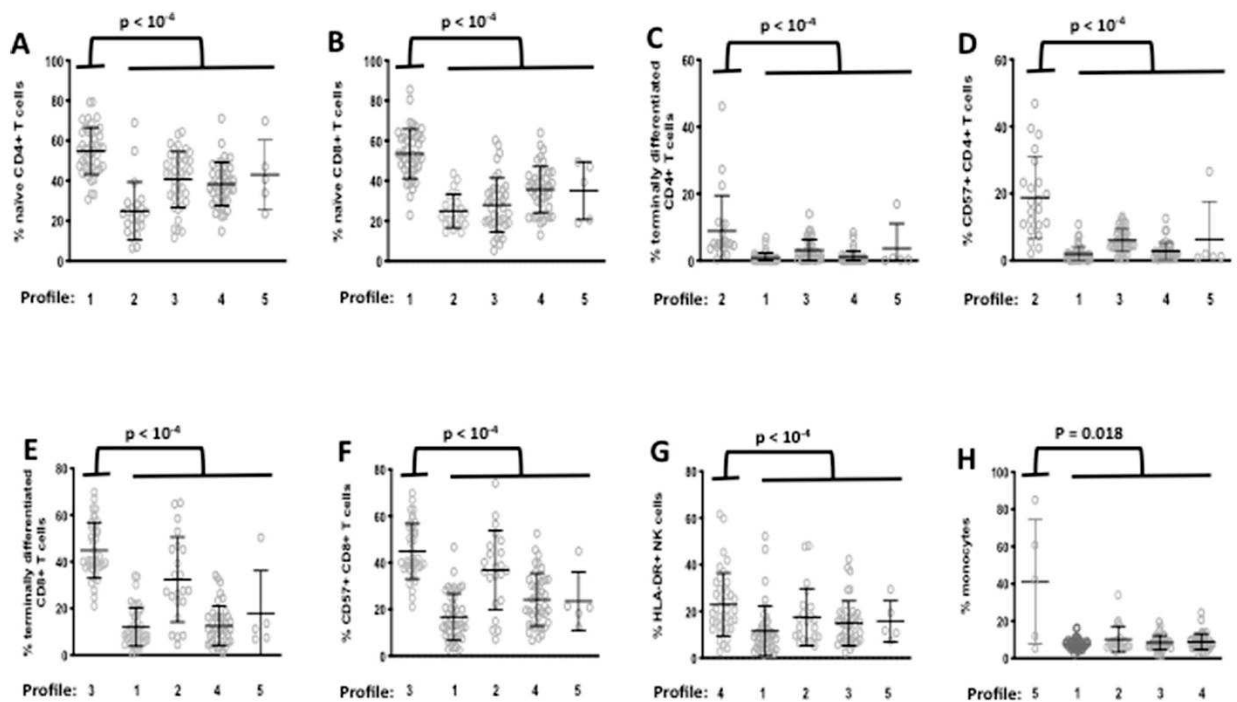 A
p < 10⁻⁴
% naïve CD4+ T cells
100
80
60
40
20
0
Profile: 1 2 3 4 5
B
p < 10⁻⁴
% naïve CD8+ T cells
100
80
60
40
20
0
Profile: 1 2 3 4 5
C
p < 10⁻⁴
% terminally differentiated
CD4+ T cells
60
40
20
0
Profile: 2 1 3 4 5
D
p < 10⁻⁴
% CD57+ CD4+ T cells
60
40
20
0
Profile: 2 1 3 4 5
E
p < 10⁻⁴
% terminally differentiated
CD8+ T cells
80
60
40
20
0
Profile: 3 1 2 4 5
F
p < 10⁻⁴
% CD57+ CD8+ T cells
80
60
40
20
0
Profile: 3 1 2 4 5
G
p < 10⁻⁴
% HLA-DR+ NK cells
80
60
40
20
0
Profile: 4 1 2 3 5
H
P = 0.018
% monocytes
100
80
60
40
20
0
Profile: 5 1 2 3 4